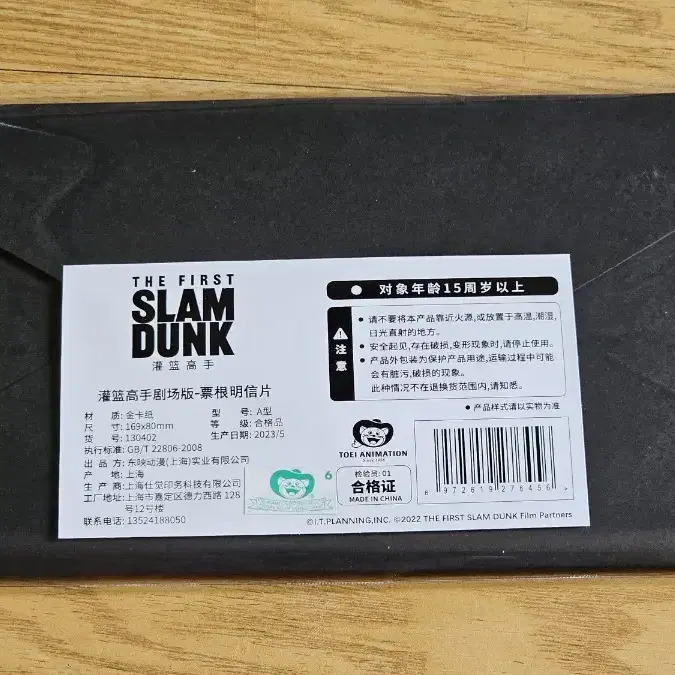 THE FIRST
SLAM
DUNK
灌篮高手
灌篮高手剧场版-票根明信片
材 质: 金卡纸 型 号: A型
尺 寸: 169x80mm 等 级: 合格品
货 号: 130402 生产日期: 2023/5
执行标准: GB/T 22806-2008
出 品 方: 东映动漫(上海)实业有限公司
产 地: 上海
生 产 商: 上海仕觉印务科技有限公司
工厂地址: 上海市嘉定区德力西路 128
号12号楼
联系电话: 13524188050
对象年龄15周岁以上
注意
• 请不要将本产品靠近火源,或放置于高温,潮湿,
日光直射的地方。
• 安全起见,存在破损,变形现象时,请停止使用。
• 产品外包装为保护产品用途,运输过程中可能
会有脏污,破损的现象。
此种情况不在退换货范围内,请知悉。
• 产品样式请以实物为准
TOEI ANIMATION
Since 1956
6
检验员: 01
合格证
MADE IN CHINA
6 972619 276456 >
©I.T.PLANNING,INC. ©2022 THE FIRST SLAM DUNK Film Partners